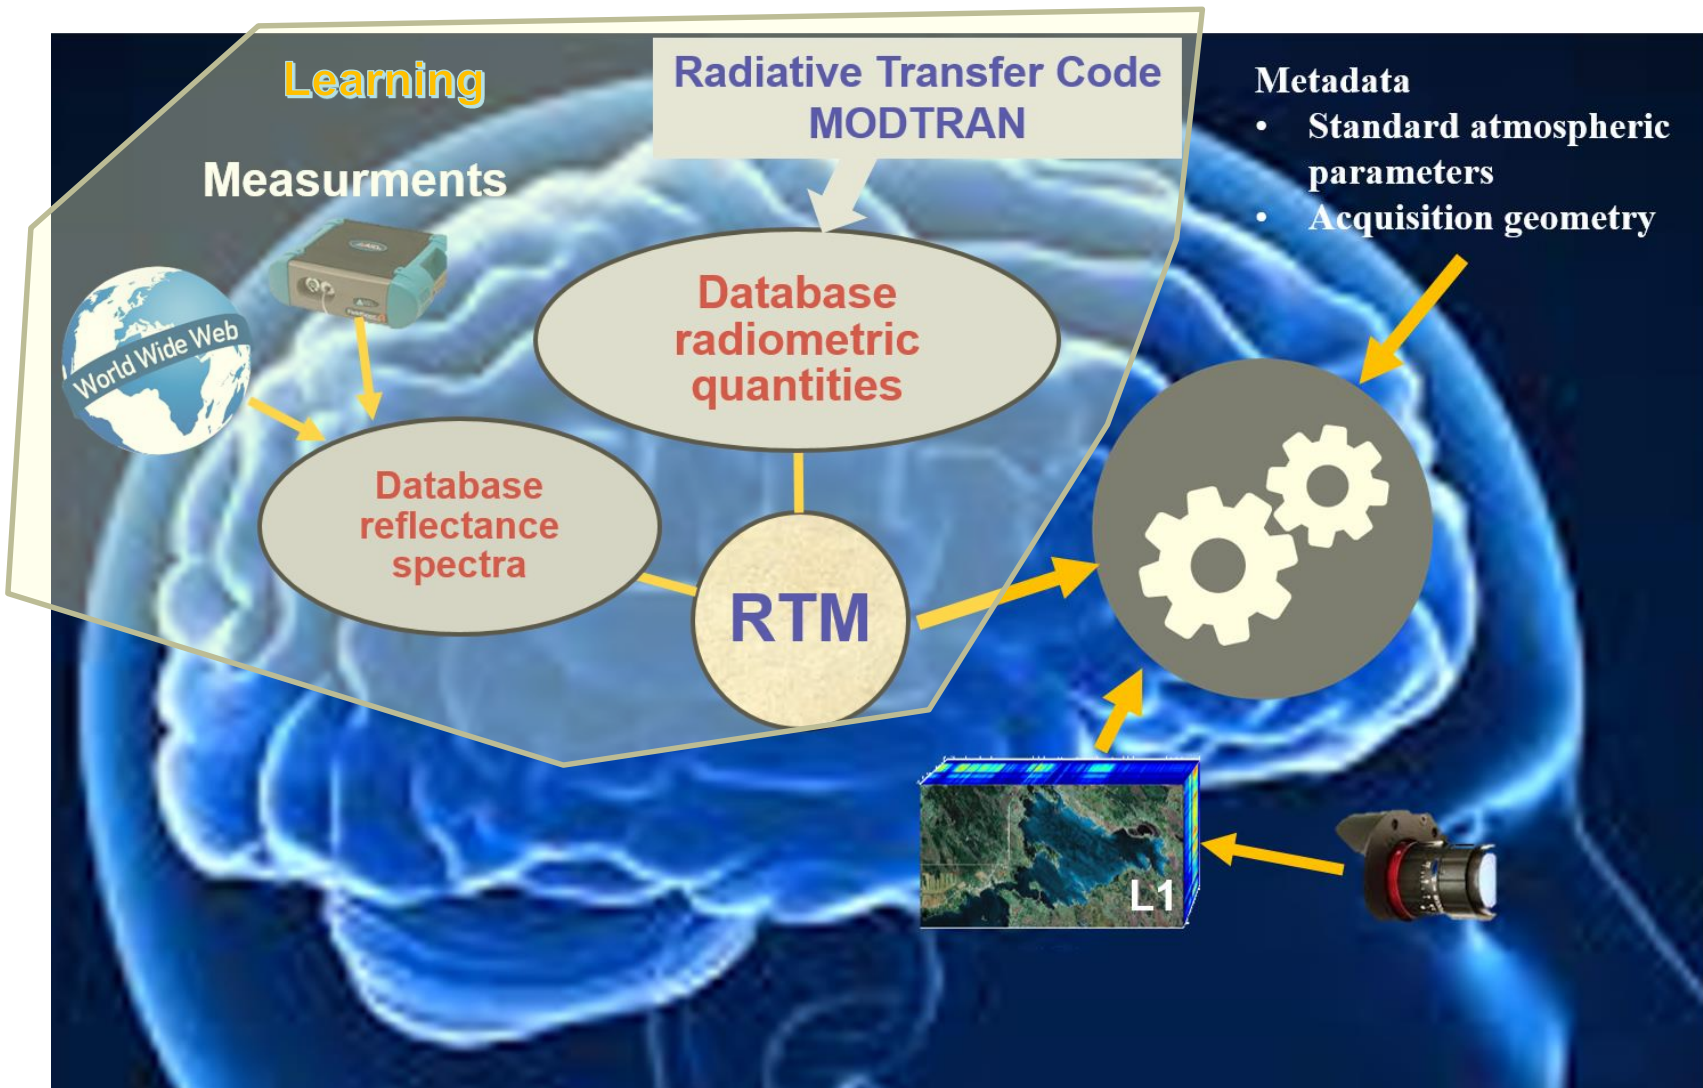 Learning
Radiative Transfer Code
MODTRAN
Metadata
• Standard atmospheric
parameters
• Acquisition geometry
Measurments
World Wide Web
Database
radiometric
quantities
Database
reflectance
spectra
RTM
L1